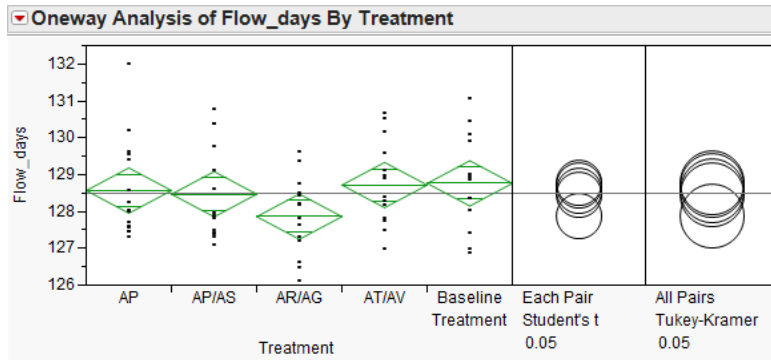 Oneway Analysis of Flow_days By Treatment
132
131
130
129
128
127
126
Flow_days
AP
AP/AS
AR/AG
AT/AV
Baseline
Treatment
Treatment
Each Pair
Student's t
0.05
All Pairs
Tukey-Kramer
0.05